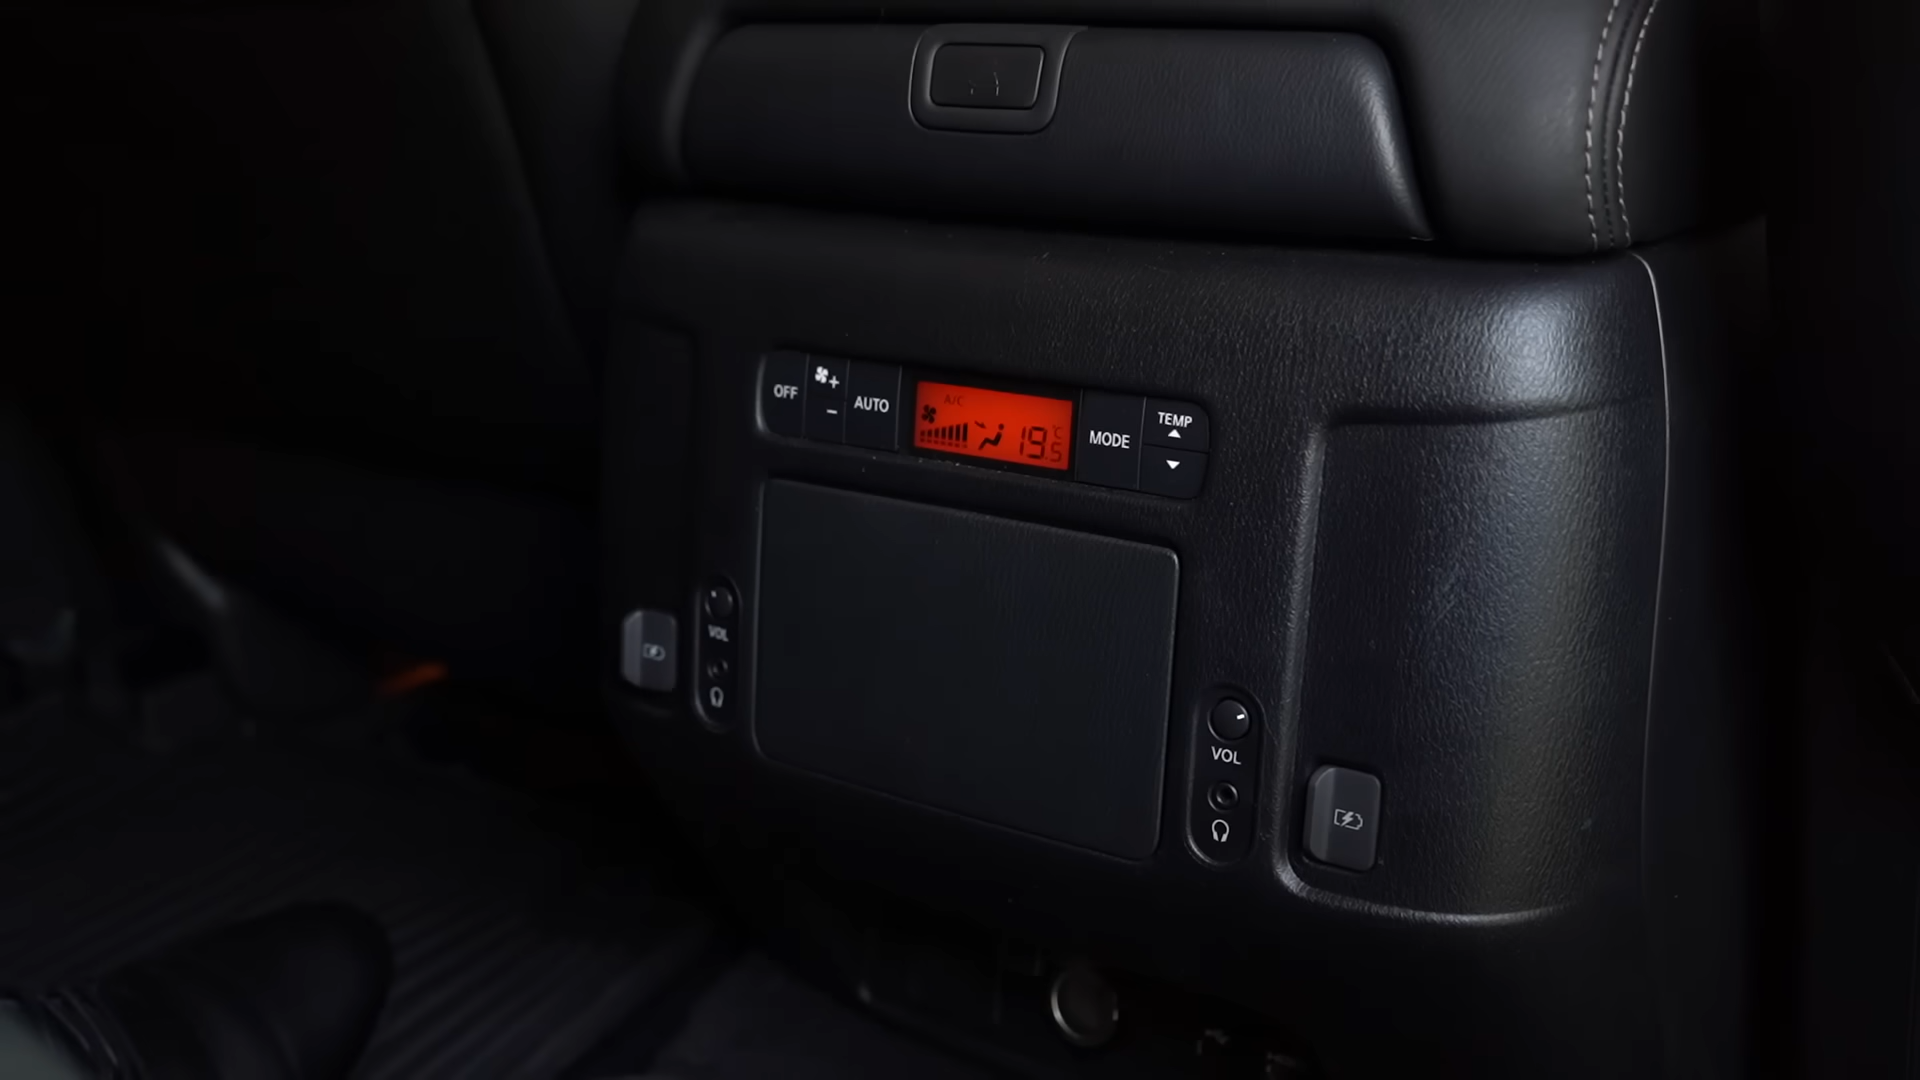 OFF
+
-
AUTO
A/C
19.5 °C
MODE
TEMP
VOL
VOL